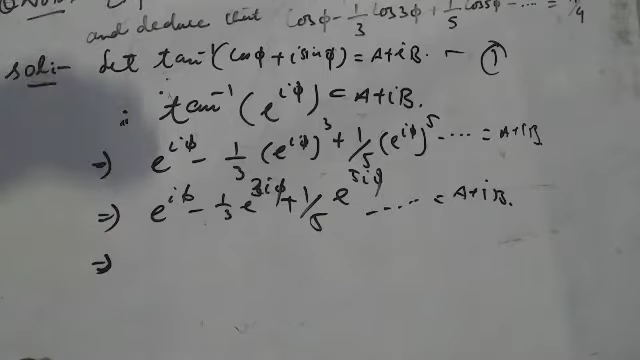 and deduce that cosφ - 1/3 cos3φ + 1/5 cos5φ - ... = π/4
Soln:- Let tan⁻¹(cosφ + i sinφ) = A+iB. — ①
∴ tan⁻¹(e^{iφ}) = A+iB.
⇒) e^{iφ} - 1/3 (e^{iφ})³ + 1/5 (e^{iφ})⁵ ..... = A+iB
⇒) e^{iφ} - 1/3 e^{3iφ} + 1/5 e^{5iφ} ...... = A+iB.
⇒